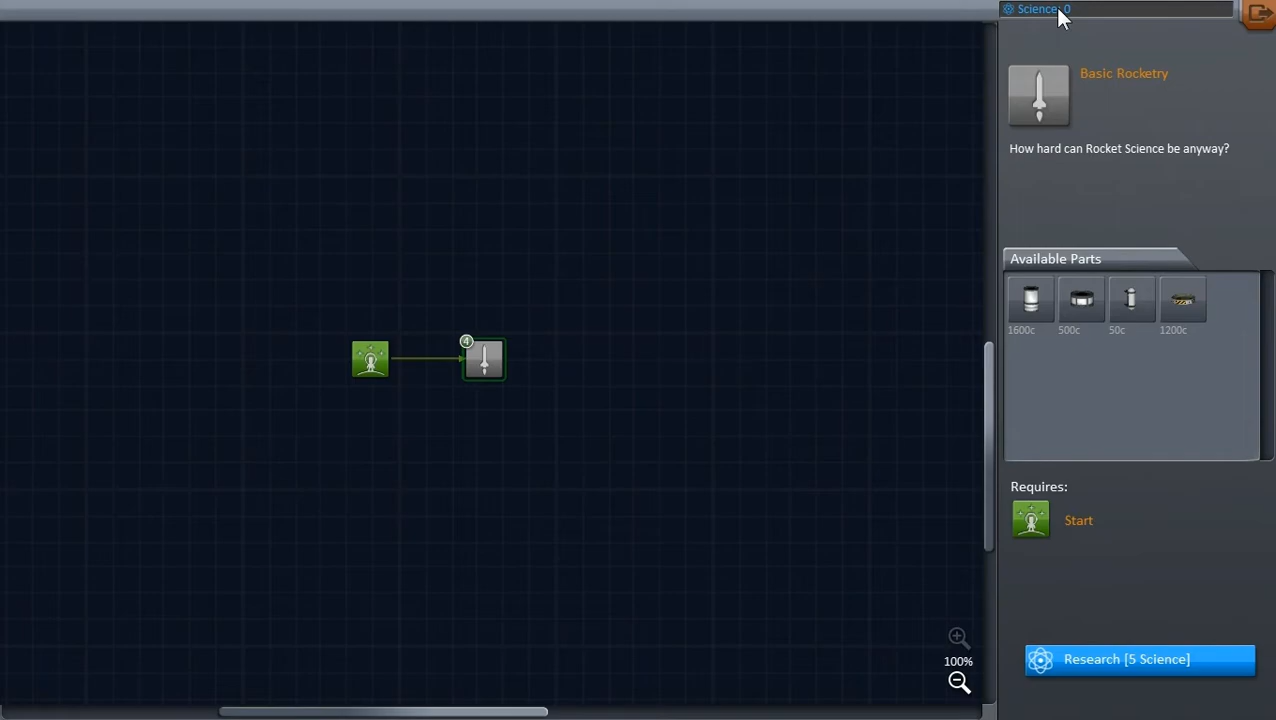 Science: 0
Basic Rocketry
How hard can Rocket Science be anyway?
Available Parts
1600c 500c 50c 1200c
4
Requires:
Start
100%
Research [5 Science]